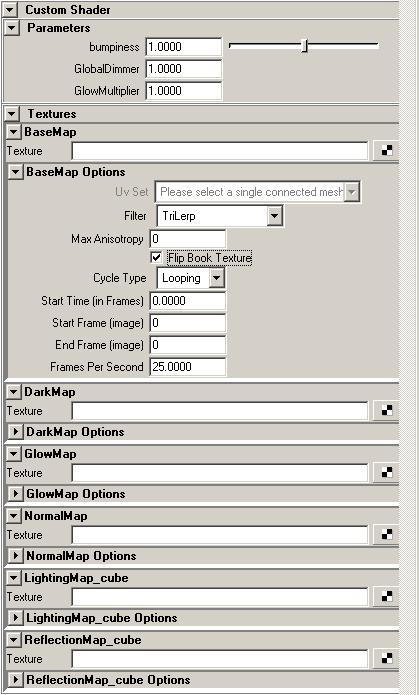 Custom Shader
Parameters
bumpiness 1.0000
GlobalDimmer 1.0000
GlowMultiplier 1.0000
Textures
BaseMap
Texture
BaseMap Options
Uv Set Please select a single connected mesh
Filter TriLerp
Max Anisotropy 0
Flip Book Texture
Cycle Type Looping
Start Time (in Frames) 0.0000
Start Frame (image) 0
End Frame (image) 0
Frames Per Second 25.0000
DarkMap
Texture
DarkMap Options
GlowMap
Texture
GlowMap Options
NormalMap
Texture
NormalMap Options
LightingMap_cube
Texture
LightingMap_cube Options
ReflectionMap_cube
Texture
ReflectionMap_cube Options